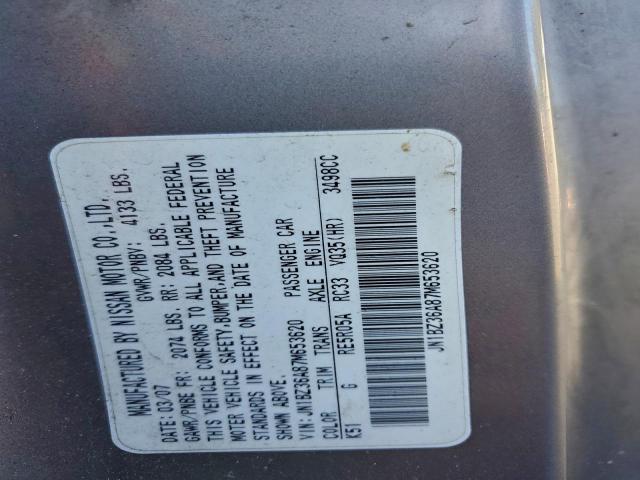 MANUFACTURED BY NISSAN MOTOR CO.,LTD.
DATE: 03/07 GVWR/PNBV: 4133 LBS.
GAWR/PNBE FR: 2074 LBS. RR: 2084 LBS.
THIS VEHICLE CONFORMS TO ALL APPLICABLE FEDERAL
MOTOR VEHICLE SAFETY,BUMPER,AND THEFT PREVENTION
STANDARDS IN EFFECT ON THE DATE OF MANUFACTURE
SHOWN ABOVE.
VIN: JN1BZ36A87M653620 PASSENGER CAR
COLOR TRIM TRANS AXLE ENGINE
K51 G RE5R05A RC33 VQ35(HR) 3498CC
JN1BZ36A87M653620